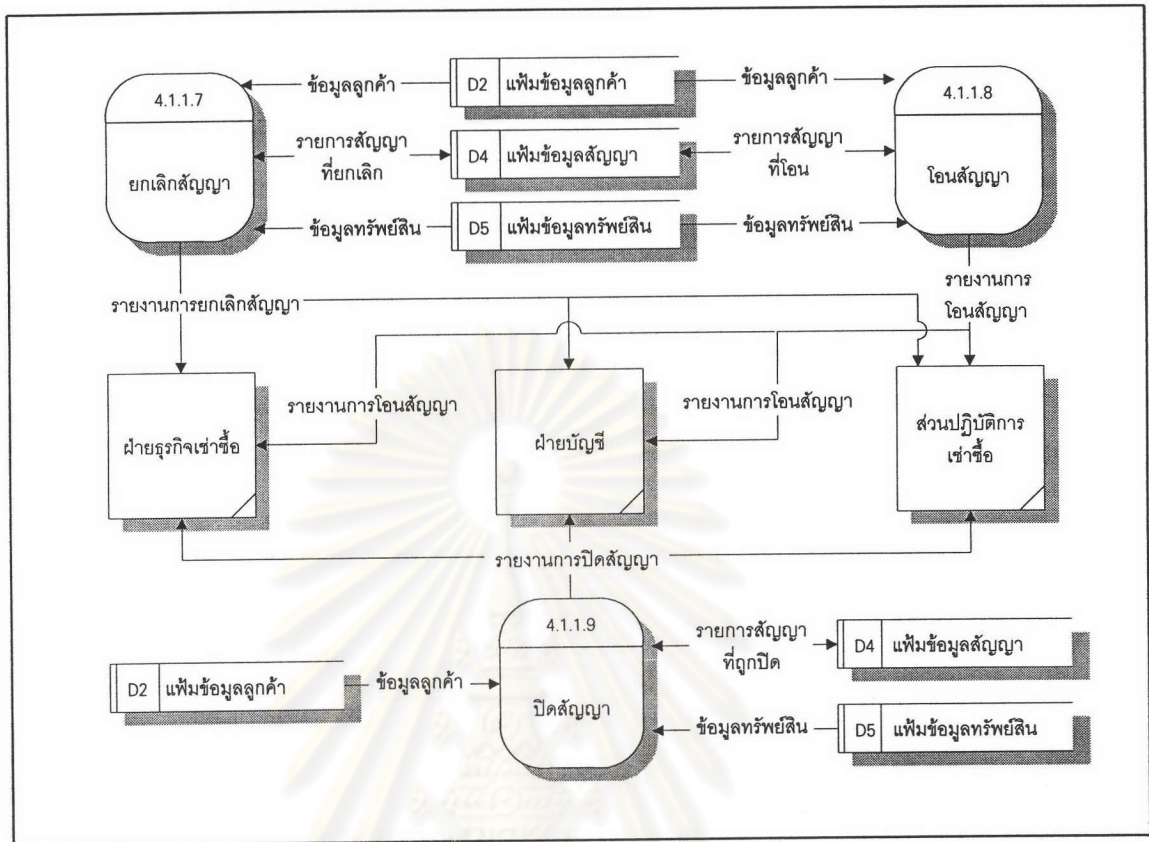 4.1.1.7
ยกเลิกสัญญา
ข้อมูลลูกค้า
D2 แฟ้มข้อมูลลูกค้า
ข้อมูลลูกค้า
4.1.1.8
โอนสัญญา
รายการสัญญา
ที่ยกเลิก
D4 แฟ้มข้อมูลสัญญา
รายการสัญญา
ที่โอน
ข้อมูลทรัพย์สิน
D5 แฟ้มข้อมูลทรัพย์สิน
ข้อมูลทรัพย์สิน
รายงานการยกเลิกสัญญา
รายงานการ
โอนสัญญา
ฝ่ายธุรกิจเช่าซื้อ
รายงานการโอนสัญญา
ฝ่ายบัญชี
รายงานการโอนสัญญา
ส่วนปฏิบัติการ
เช่าซื้อ
รายงานการปิดสัญญา
4.1.1.9
ปิดสัญญา
D2 แฟ้มข้อมูลลูกค้า
ข้อมูลลูกค้า
รายการสัญญา
ที่ถูกปิด
D4 แฟ้มข้อมูลสัญญา
ข้อมูลทรัพย์สิน
D5 แฟ้มข้อมูลทรัพย์สิน